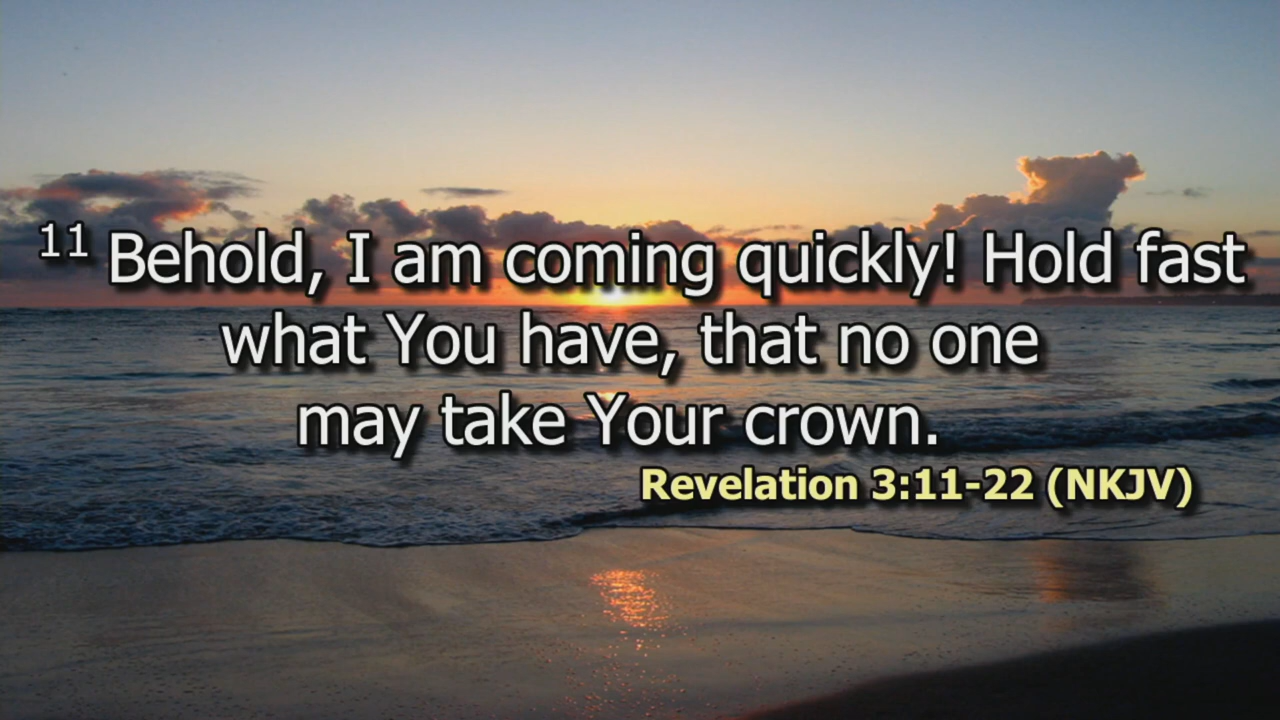 11 Behold, I am coming quickly! Hold fast
what You have, that no one
may take Your crown.
Revelation 3:11-22 (NKJV)